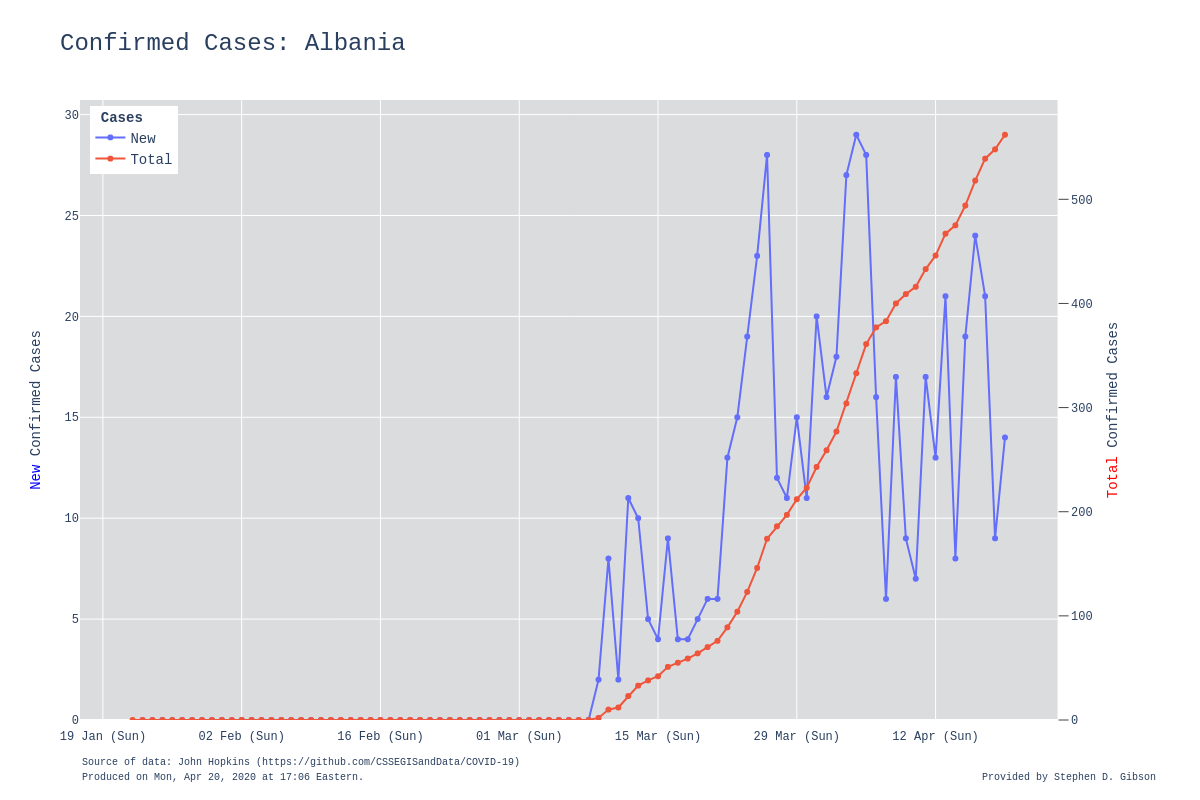 Confirmed Cases: Albania
Cases
New
Total
30
25
20
15
10
5
0
500
400
300
200
100
0
New Confirmed Cases
Total Confirmed Cases
19 Jan (Sun) 02 Feb (Sun) 16 Feb (Sun) 01 Mar (Sun) 15 Mar (Sun) 29 Mar (Sun) 12 Apr (Sun)
Source of data: John Hopkins (https://github.com/CSSEGISandData/COVID-19)
Produced on Mon, Apr 20, 2020 at 17:06 Eastern.
Provided by Stephen D. Gibson